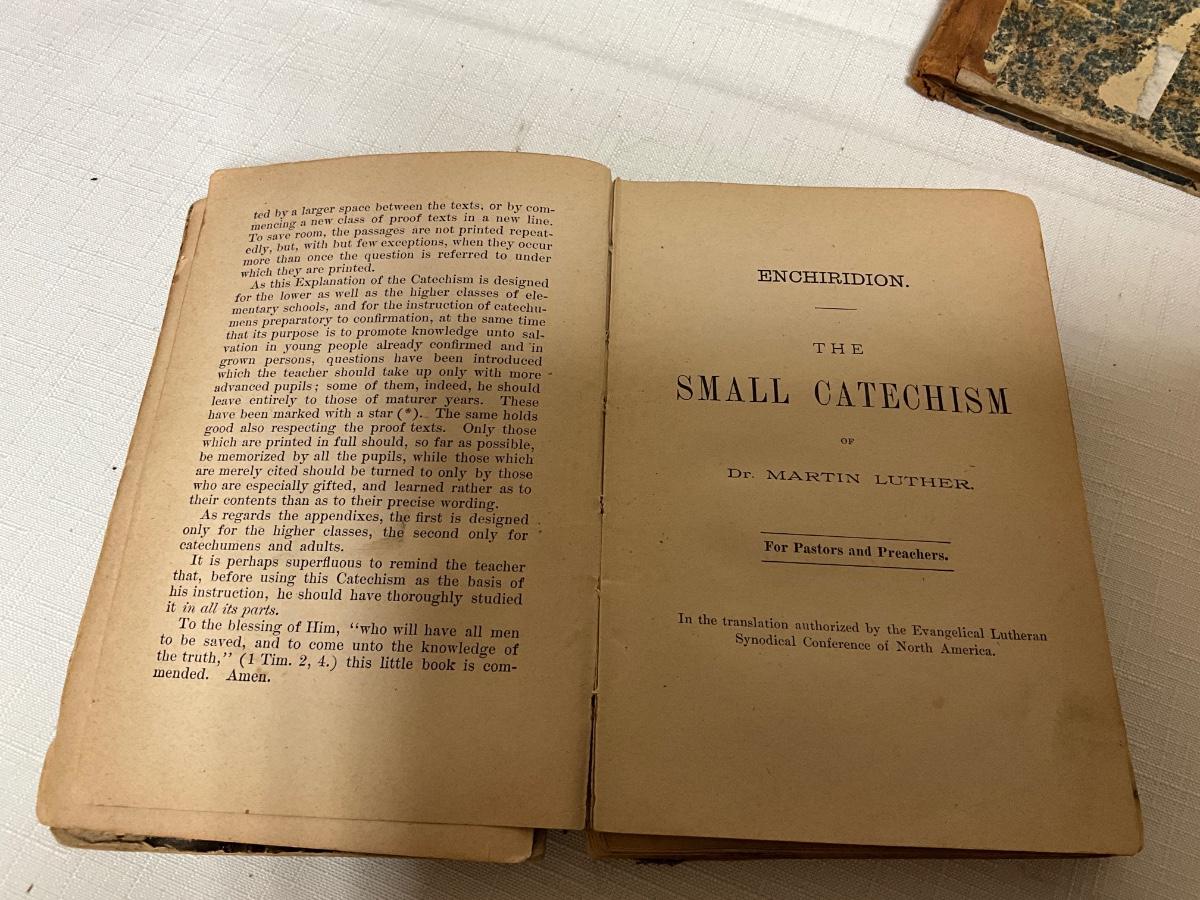 ted by a larger space between the texts, or by com-
mencing a new class of proof texts in a new line.
To save room, the passages are not printed repeat-
edly, but, with but few exceptions, when they occur
more than once the question is referred to under
which they are printed.
As this Explanation of the Catechism is designed
for the lower as well as the higher classes of ele-
mentary schools, and for the instruction of catechu-
mens preparatory to confirmation, at the same time
that its purpose is to promote knowledge unto sal-
vation in young people already confirmed and in
grown persons, questions have been introduced
which the teacher should take up only with more
advanced pupils; some of them, indeed, he should
leave entirely to those of maturer years. These
have been marked with a star (*). The same holds
good also respecting the proof texts. Only those
which are printed in full should, so far as possible,
be memorized by all the pupils, while those which
are merely cited should be turned to only by those
who are especially gifted, and learned rather as to
their contents than as to their precise wording.
As regards the appendixes, the first is designed
only for the higher classes, the second only for
catechumens and adults.
It is perhaps superfluous to remind the teacher
that, before using this Catechism as the basis of
his instruction, he should have thoroughly studied
it in all its parts.
To the blessing of Him, "who will have all men
to be saved, and to come unto the knowledge of
the truth," (1 Tim. 2, 4.) this little book is com-
mended. Amen.
ENCHIRIDION.
THE
SMALL CATECHISM
OF
Dr. MARTIN LUTHER.
For Pastors and Preachers.
In the translation authorized by the Evangelical Lutheran
Synodical Conference of North America.